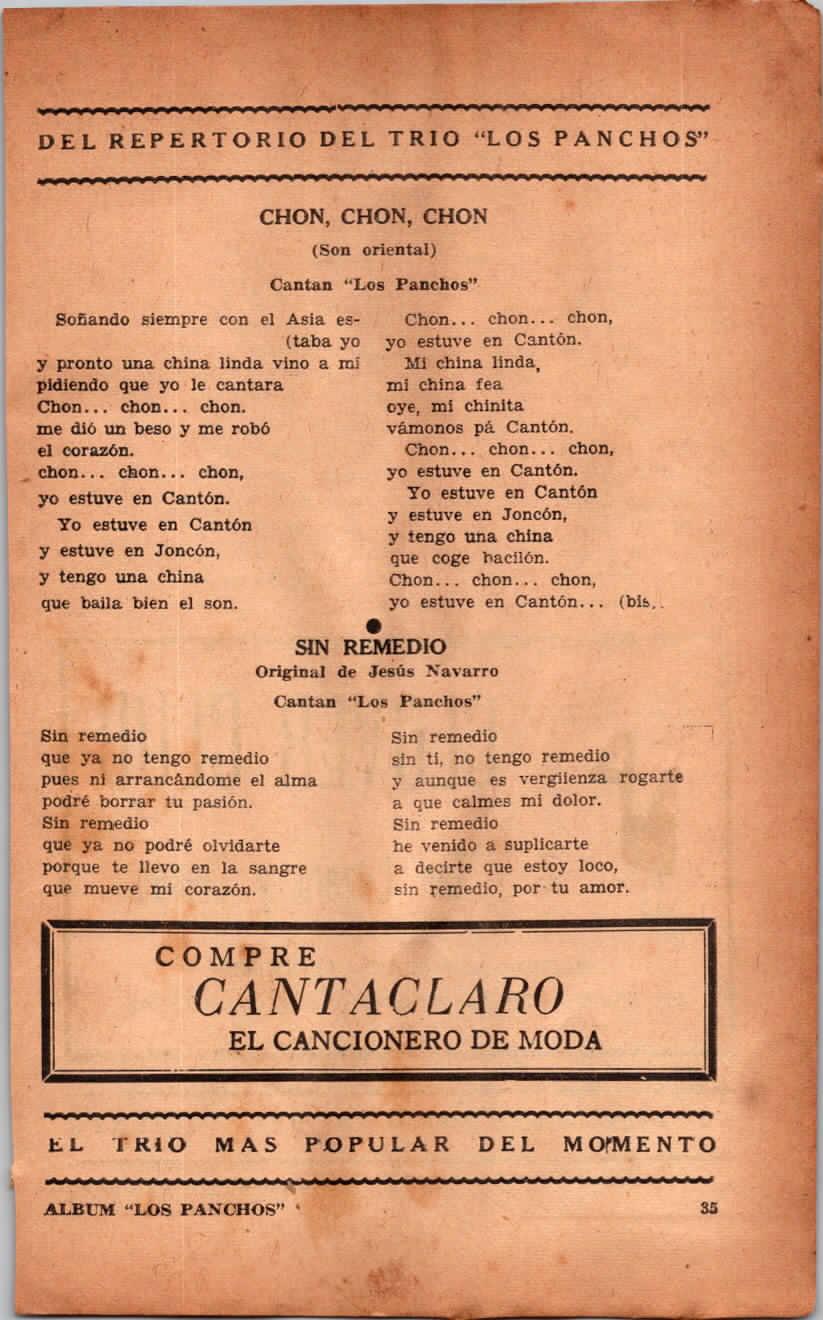 DEL REPERTORIO DEL TRIO "LOS PANCHOS"
CHON, CHON, CHON
(Son oriental)
Cantan "Los Panchos"
Soñando siempre con el Asia es-
(taba yo
y pronto una china linda vino a mí
pidiendo que yo le cantara
Chon... chon... chon.
me dió un beso y me robó
el corazón.
chon... chon... chon,
yo estuve en Cantón.
Yo estuve en Cantón
y estuve en Joncón,
y tengo una china
que baila bien el son.
Chon... chon... chon,
yo estuve en Cantón.
Mi china linda,
mi china fea
oye, mi chinita
vámonos pá Cantón.
Chon... chon... chon,
yo estuve en Cantón.
Yo estuve en Cantón
y estuve en Joncón,
y tengo una china
que coge bacilón.
Chon... chon... chon,
yo estuve en Cantón... (bis..
SIN REMEDIO
Original de Jesús Navarro
Cantan "Los Panchos"
Sin remedio
que ya no tengo remedio
pues ni arrancándome el alma
podré borrar tu pasión.
Sin remedio
que ya no podré olvidarte
porque te llevo en la sangre
que mueve mi corazón.
Sin remedio
sin ti, no tengo remedio
y aunque es vergüenza rogarte
a que calmes mi dolor.
Sin remedio
he venido a suplicarte
a decirte que estoy loco,
sin remedio, por tu amor.
COMPRE
CANTACLARO
EL CANCIONERO DE MODA
EL TRIO MAS POPULAR DEL MOMENTO
ALBUM "LOS PANCHOS"
35